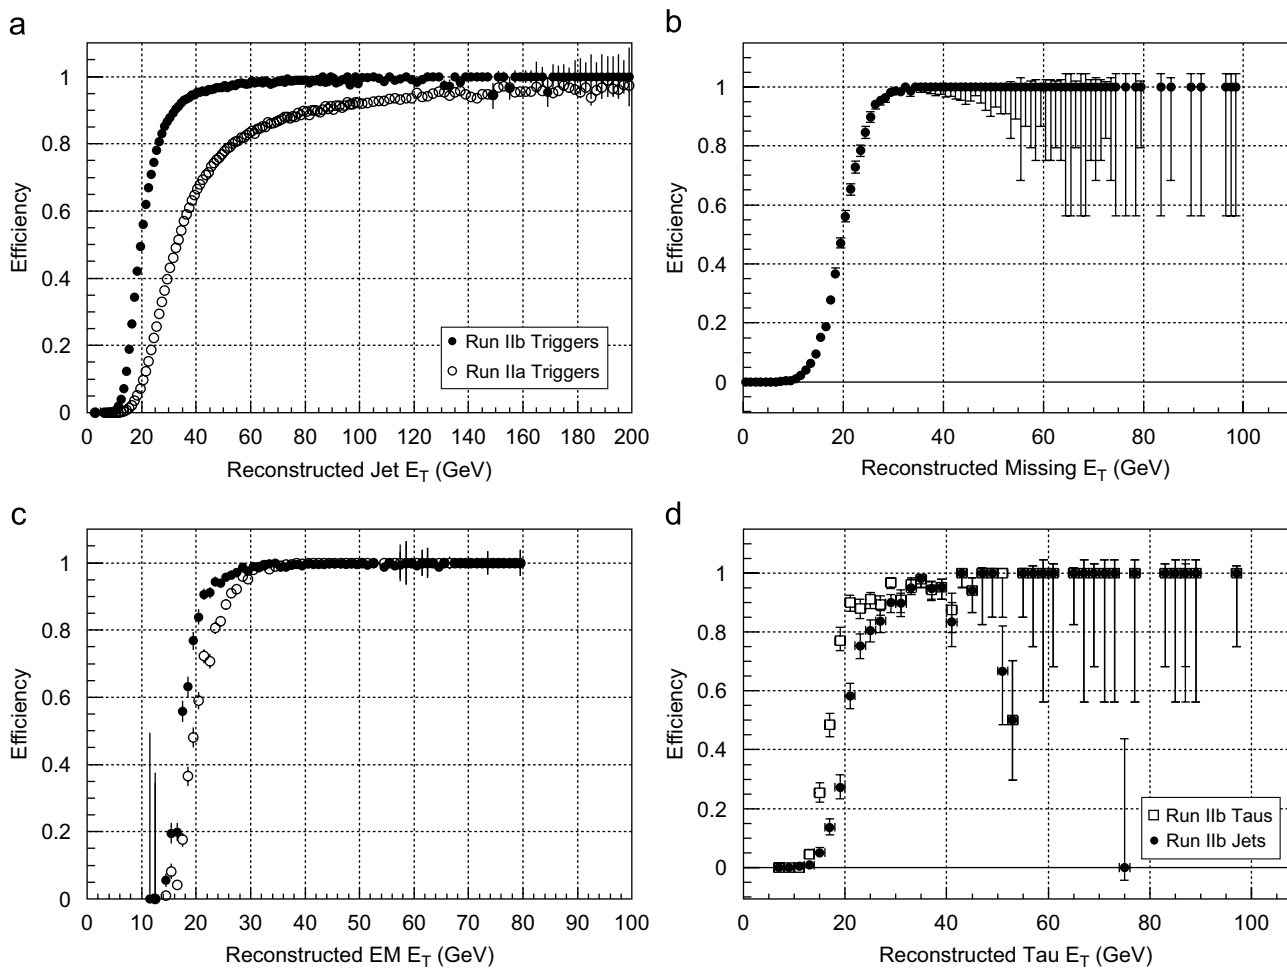 a
1
0.8
0.6
0.4
0.2
0
Efficiency
Run IIb Triggers
Run IIa Triggers
0 20 40 60 80 100 120 140 160 180 200
Reconstructed Jet E_T (GeV)
b
1
0.8
0.6
0.4
0.2
0
Efficiency
0 20 40 60 80 100
Reconstructed Missing E_T (GeV)
c
1
0.8
0.6
0.4
0.2
0
Efficiency
0 10 20 30 40 50 60 70 80 90 100
Reconstructed EM E_T (GeV)
d
1
0.8
0.6
0.4
0.2
0
Efficiency
Run IIb Taus
Run IIb Jets
0 20 40 60 80 100
Reconstructed Tau E_T (GeV)